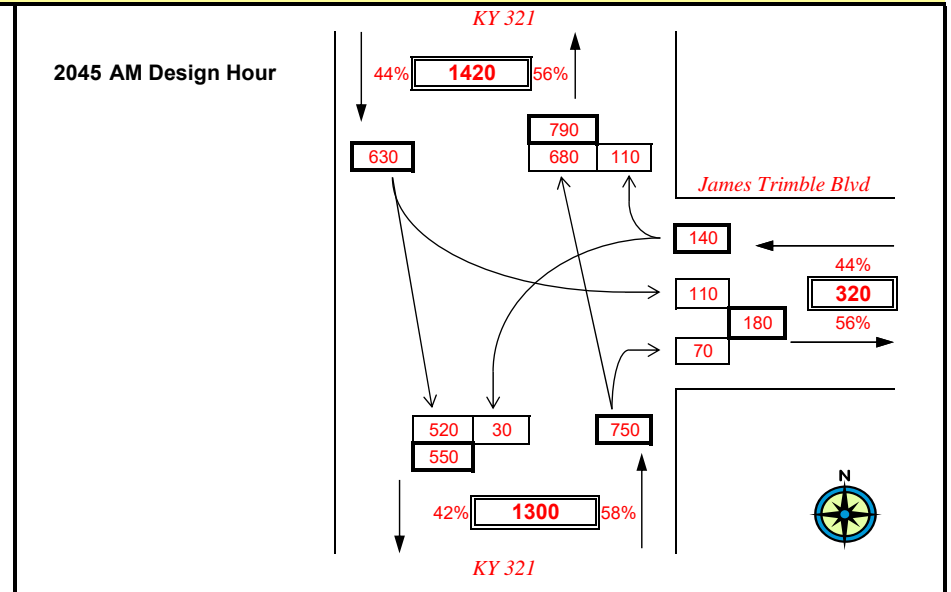 KY 321
2045 AM Design Hour
44% 1420 56%
790
630 680 110
James Trimble Blvd
140
44%
110 320
180 56%
70
520 30 750
550
N
42% 1300 58%
KY 321